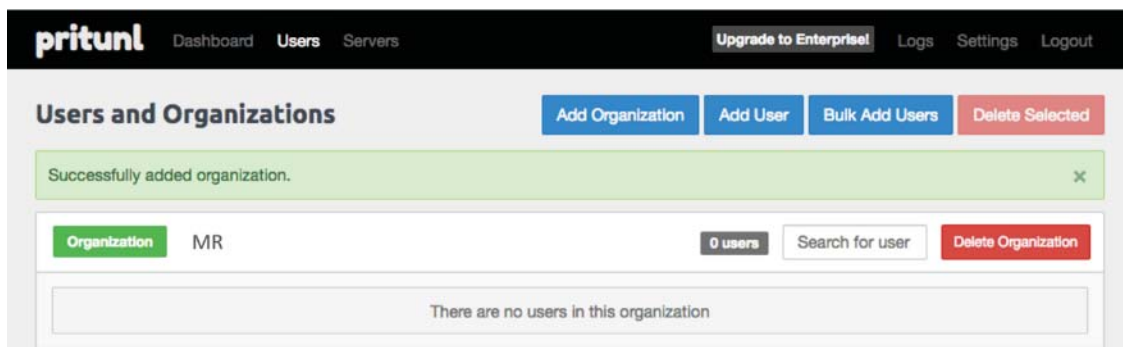 pritunl Dashboard Users Servers Upgrade to Enterprise! Logs Settings Logout
Users and Organizations Add Organization Add User Bulk Add Users Delete Selected
Successfully added organization. ×
Organization MR 0 users Search for user Delete Organization
There are no users in this organization